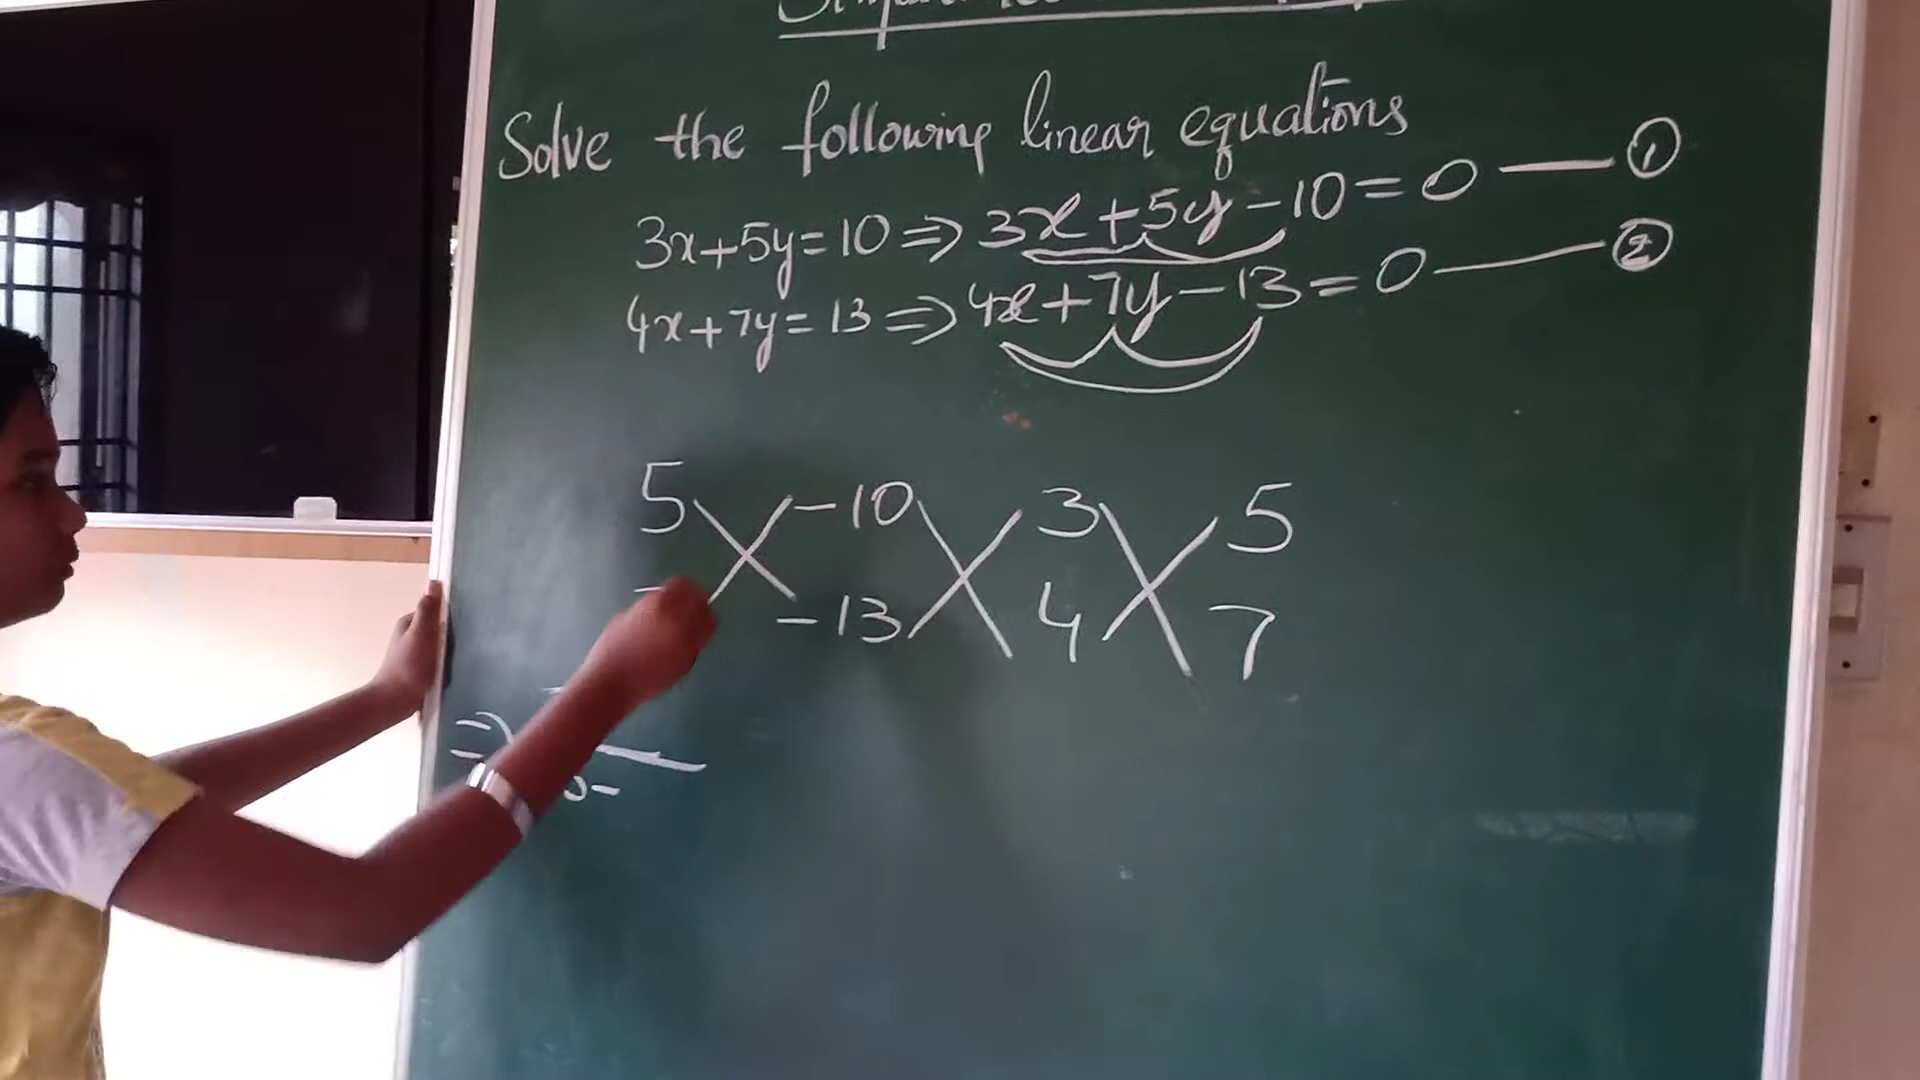 Solve the following linear equations
3x+5y=10 ⇒ 3x+5y-10=0 — ①
4x+7y=13 ⇒ 4x+7y-13=0 — ②
5 -10 3 5
-13 4 7
⇒